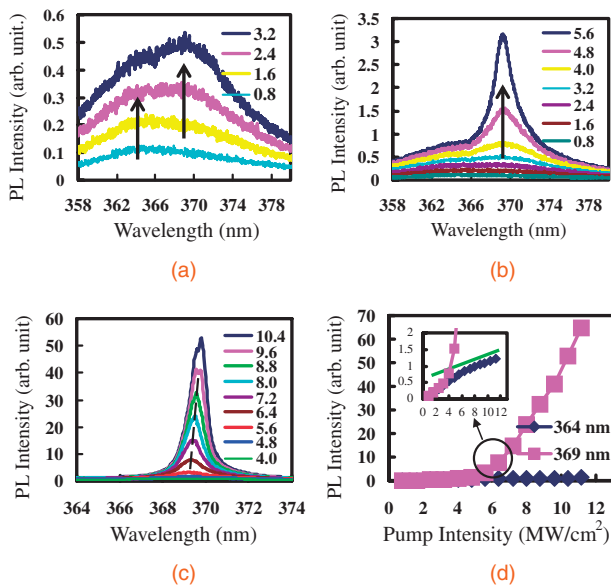 0.6
0.5
0.4
0.3
0.2
0.1
0
358 362 366 370 374 378
PL Intensity (arb. unit.)
Wavelength (nm)
3.2
2.4
1.6
0.8
(a)
3.5
3
2.5
2
1.5
1
0.5
0
358 362 366 370 374 378
PL Intensity (arb. unit)
Wavelength (nm)
5.6
4.8
4.0
3.2
2.4
1.6
0.8
(b)
60
50
40
30
20
10
0
364 366 368 370 372 374
PL Intensity (arb. unit)
Wavelength (nm)
10.4
9.6
8.8
8.0
7.2
6.4
5.6
4.8
4.0
(c)
70
60
50
40
30
20
10
0
0 2 4 6 8 10 12
PL Intensity (arb. unit)
Pump Intensity (MW/cm²)
2
1.5
1
0.5
0
0 2 4 6 8 10 12
364 nm
369 nm
(d)